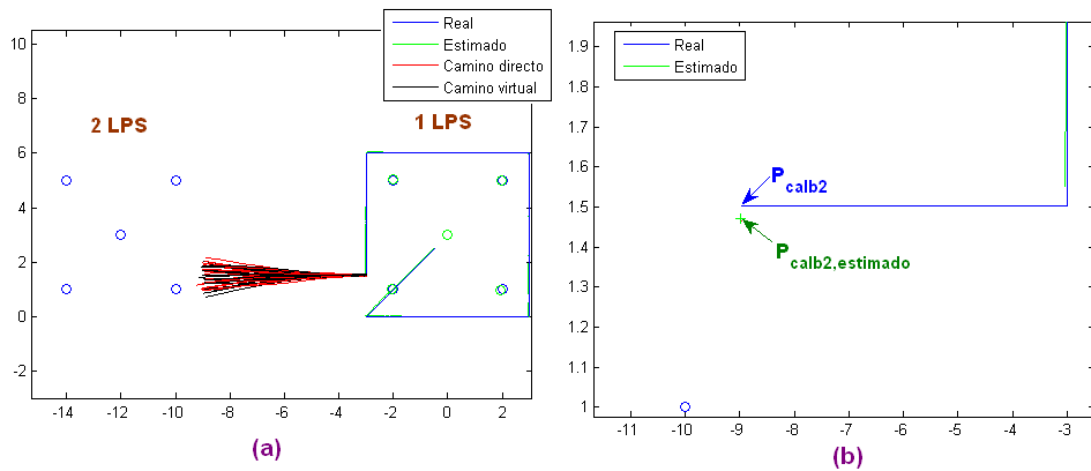 Real
Estimado
Camino directo
Camino virtual
10
8
6
4
2
0
-2
2 LPS
1 LPS
-14
-12
-10
-8
-6
-4
-2
0
2
(a)
Real
Estimado
1.9
1.8
1.7
1.6
1.5
1.4
1.3
1.2
1.1
1
P calb2
P calb2,estimado
-11
-10
-9
-8
-7
-6
-5
-4
-3
(b)